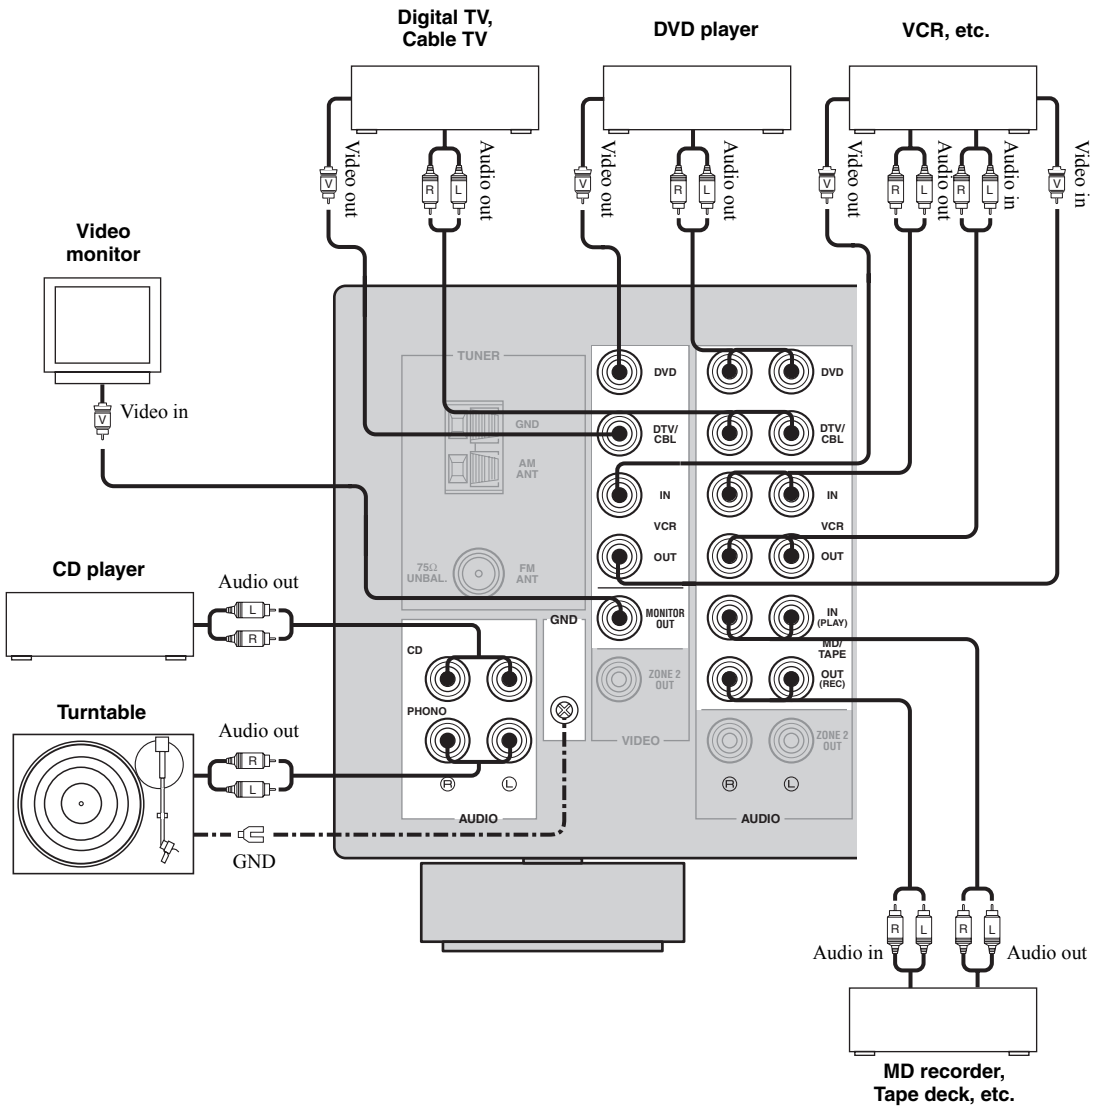 Digital TV,
Cable TV
DVD player
VCR, etc.
Video out
V
Audio out
R
L
Video out
V
Audio out
R
L
Video out
V
Audio out
R
L
Audio in
R
L
Video in
V
Video
monitor
V
Video in
TUNER
GND
AM
ANT
75Ω
UNBAL.
FM
ANT
DVD
DTV/
CBL
IN
VCR
OUT
MONITOR
OUT
ZONE 2
OUT
VIDEO
DVD
DTV/
CBL
IN
VCR
OUT
IN
(PLAY)
MD/
TAPE
OUT
(REC)
ZONE 2
OUT
R
L
AUDIO
CD player
Audio out
L
R
GND
CD
PHONO
R
L
AUDIO
Turntable
Audio out
R
L
GND
R
L
R
L
Audio in
Audio out
MD recorder,
Tape deck, etc.